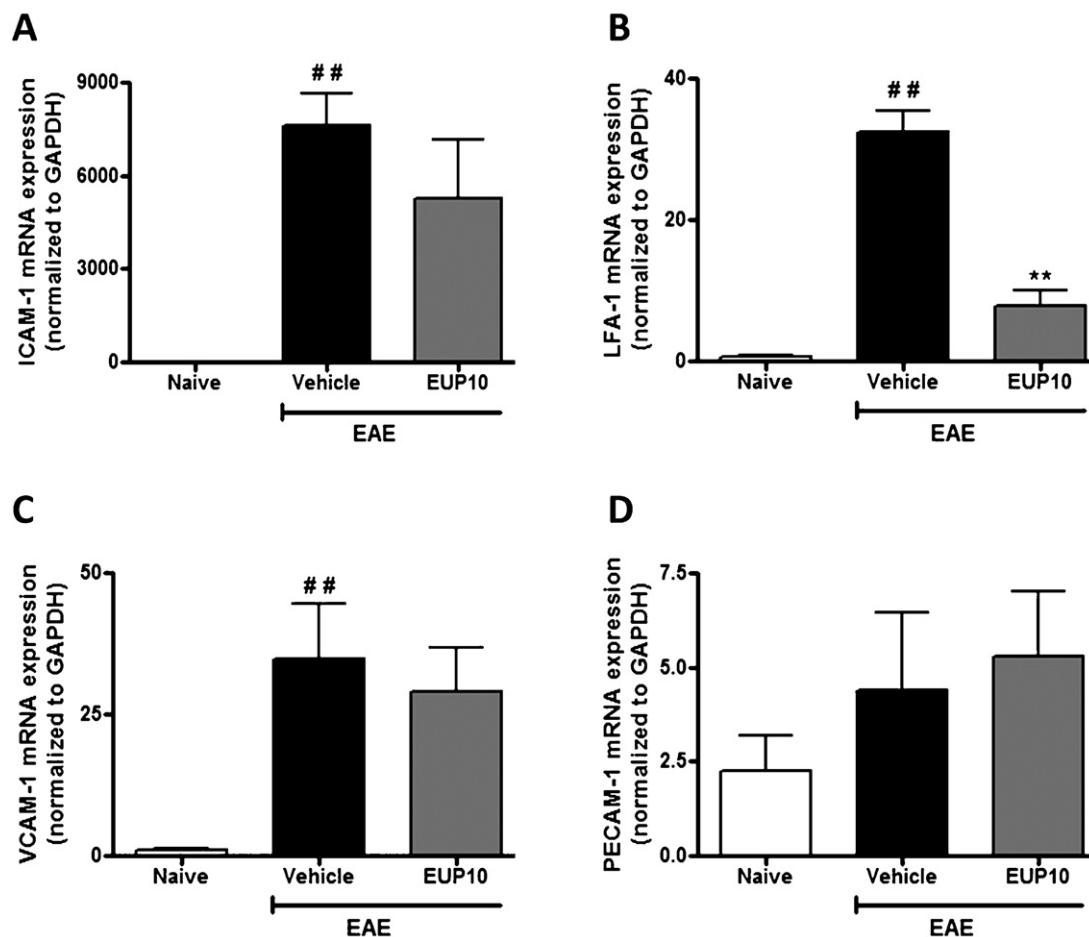 A
ICAM-1 mRNA expression
(normalized to GAPDH)
9000
6000
3000
0
##
Naive Vehicle EUP10
EAE
B
LFA-1 mRNA expression
(normalized to GAPDH)
40
20
0
##
**
Naive Vehicle EUP10
EAE
C
VCAM-1 mRNA expression
(normalized to GAPDH)
50
25
0
##
Naive Vehicle EUP10
EAE
D
PECAM-1 mRNA expression
(normalized to GAPDH)
7.5
5.0
2.5
0.0
Naive Vehicle EUP10
EAE